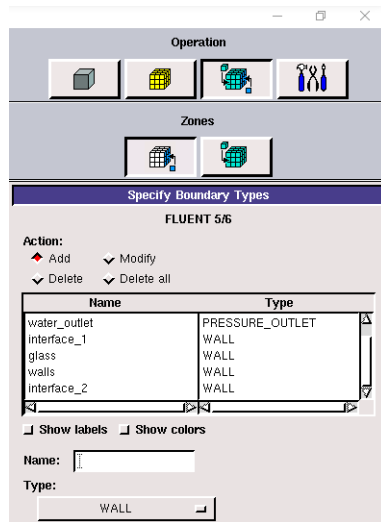 Operation
Zones
Specify Boundary Types
FLUENT 5/6
Action:
Add Modify
Delete Delete all
Name Type
water_outlet PRESSURE_OUTLET
interface_1 WALL
glass WALL
walls WALL
interface_2 WALL
Show labels Show colors
Name:
Type:
WALL